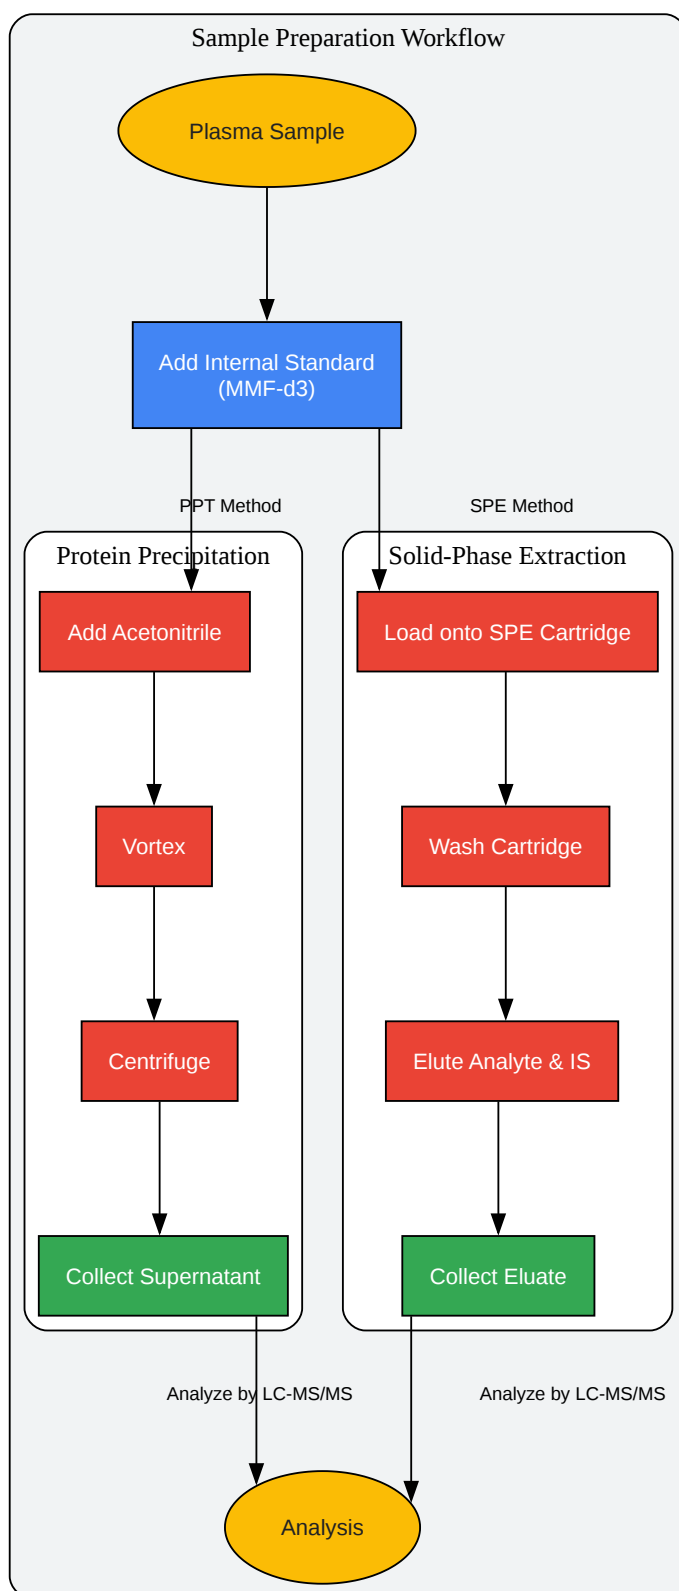 Sample Preparation Workflow
Plasma Sample
Add Internal Standard
(MMF-d3)
PPT Method
SPE Method
Protein Precipitation
Solid-Phase Extraction
Add Acetonitrile
Load onto SPE Cartridge
Vortex
Wash Cartridge
Centrifuge
Elute Analyte & IS
Collect Supernatant
Collect Eluate
Analyze by LC-MS/MS
Analyze by LC-MS/MS
Analysis